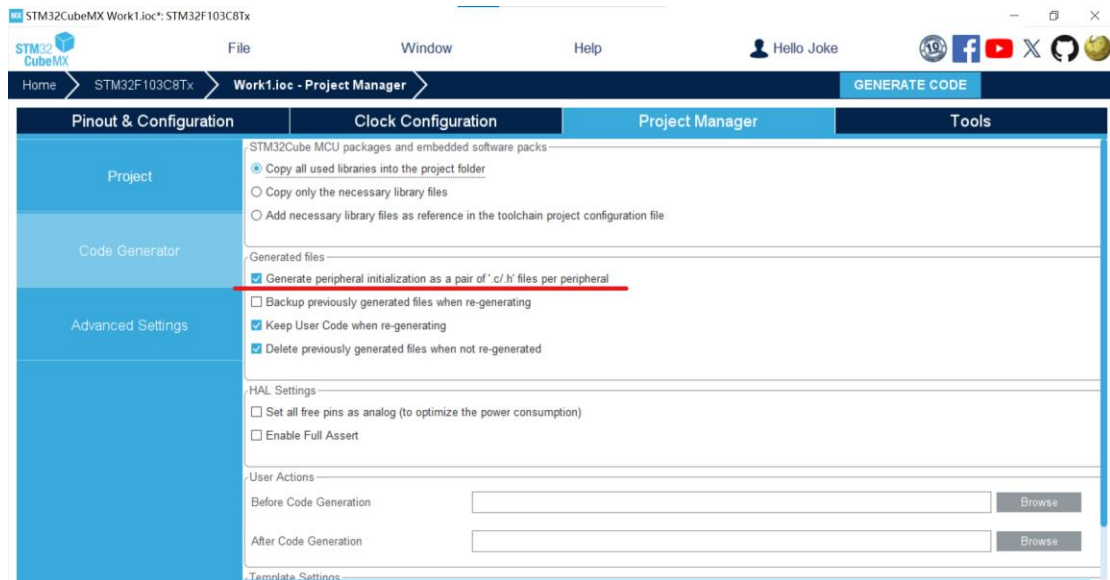 STM32CubeMX Work1.ioc*: STM32F103C8Tx
STM32 CubeMX
File Window Help Hello Joke
Home STM32F103C8Tx Work1.ioc - Project Manager GENERATE CODE
Pinout & Configuration Clock Configuration Project Manager Tools
Project
Code Generator
Advanced Settings
STM32Cube MCU packages and embedded software packs
Copy all used libraries into the project folder
Copy only the necessary library files
Add necessary library files as reference in the toolchain project configuration file
Generated files
Generate peripheral initialization as a pair of '.c/.h' files per peripheral
Backup previously generated files when re-generating
Keep User Code when re-generating
Delete previously generated files when not re-generated
HAL Settings
Set all free pins as analog (to optimize the power consumption)
Enable Full Assert
User Actions
Before Code Generation Browse
After Code Generation Browse
Template Settings